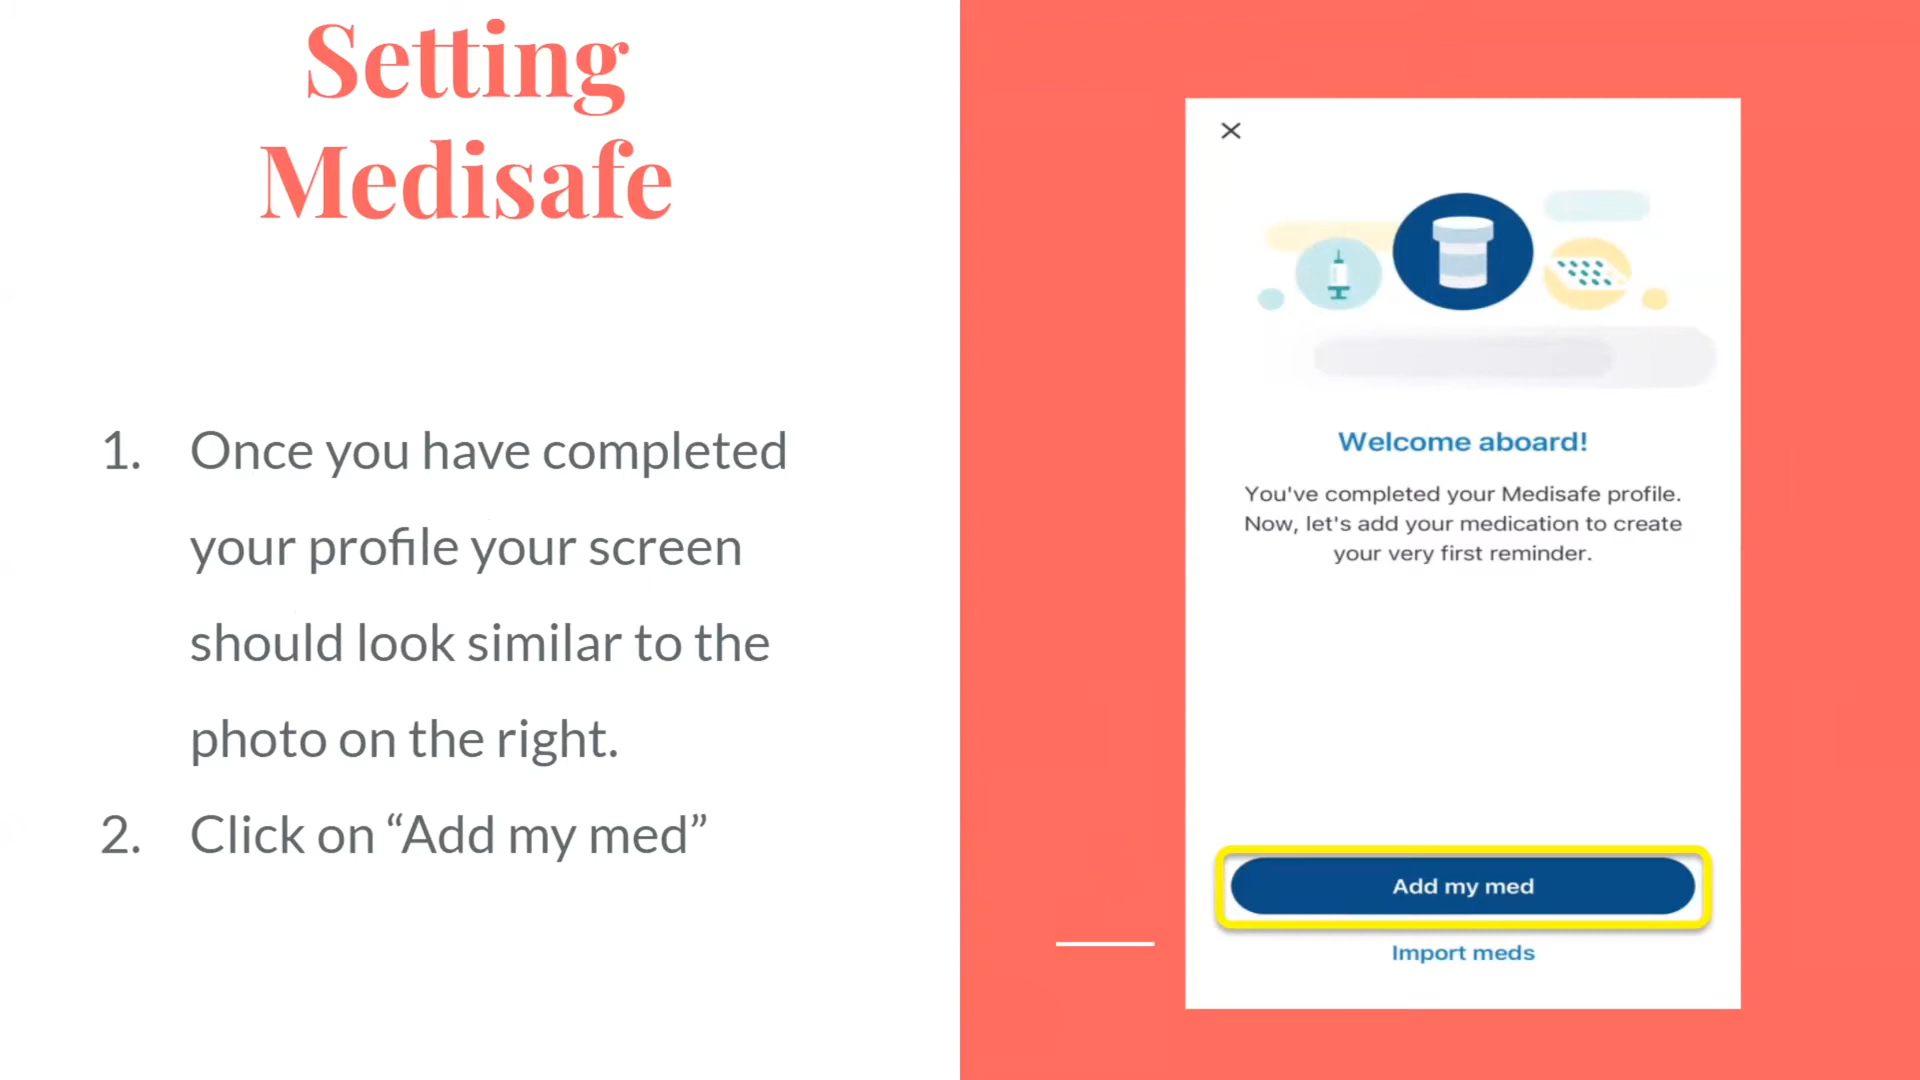 Setting
Medisafe
1. Once you have completed
your profile your screen
should look similar to the
photo on the right.
2. Click on “Add my med”
Welcome aboard!
You've completed your Medisafe profile.
Now, let's add your medication to create
your very first reminder.
Add my med
Import meds